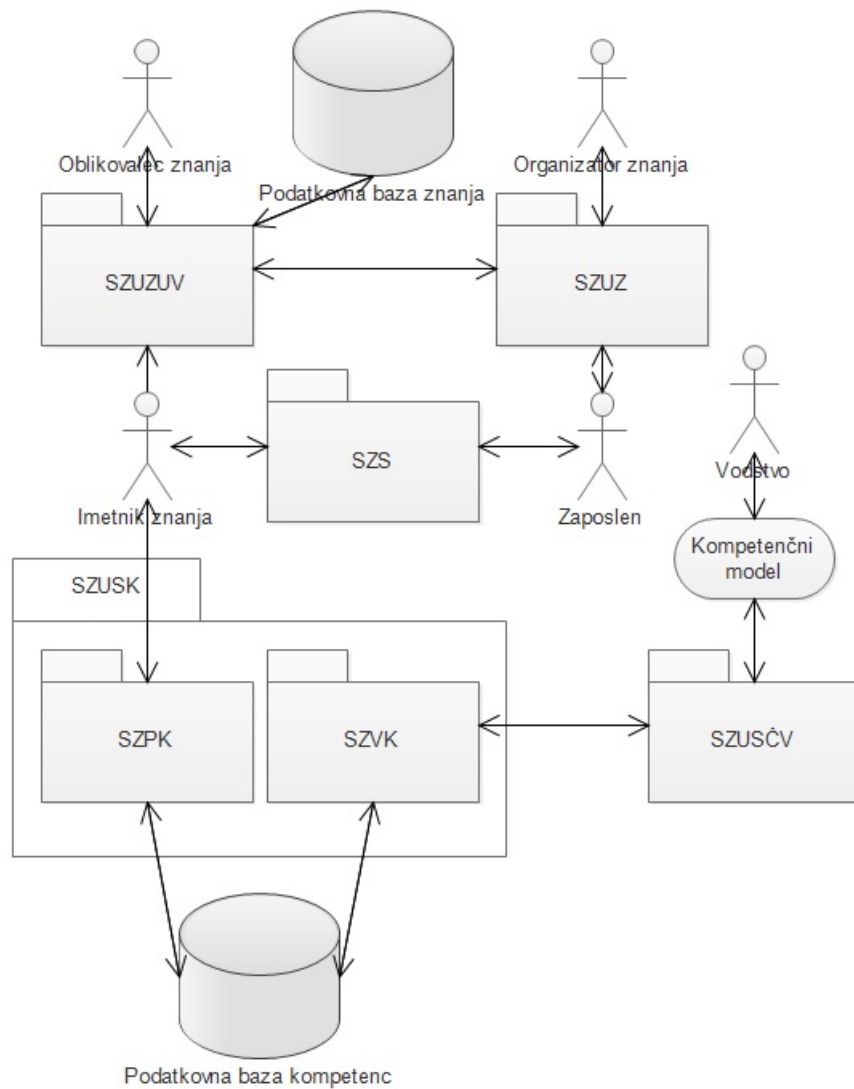 Oblikovalec znanja
Podatkovna baza znanja
Organizator znanja
SZUZUV
SZUZ
SZS
Imetnik znanja
Zaposlen
Vodstvo
Kompetenčni
model
SZUSK
SZPK
SZVK
SZUSČV
Podatkovna baza kompetenc